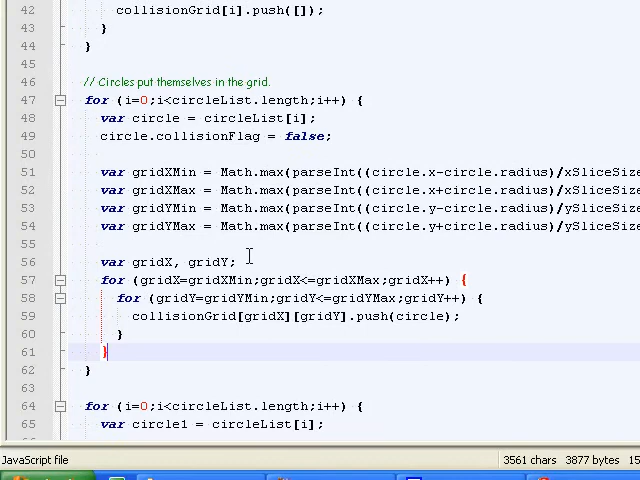 42 collisionGrid[i].push([]);
43 }
44 }
45
46 // Circles put themselves in the grid.
47 for (i=0;i<circleList.length;i++) {
48 var circle = circleList[i];
49 circle.collisionFlag = false;
50
51 var gridXMin = Math.max(parseInt((circle.x-circle.radius)/xSliceSize
52 var gridXMax = Math.max(parseInt((circle.x+circle.radius)/xSliceSize
53 var gridYMin = Math.max(parseInt((circle.y-circle.radius)/ySliceSize
54 var gridYMax = Math.max(parseInt((circle.y+circle.radius)/ySliceSize
55
56 var gridX, gridY;
57 for (gridX=gridXMin;gridX<=gridXMax;gridX++) {
58 for (gridY=gridYMin;gridY<=gridYMax;gridY++) {
59 collisionGrid[gridX][gridY].push(circle);
60 }
61 }
62 }
63
64 for (i=0;i<circleList.length;i++) {
65 var circle1 = circleList[i];
JavaScript file 3561 chars 3877 bytes 15